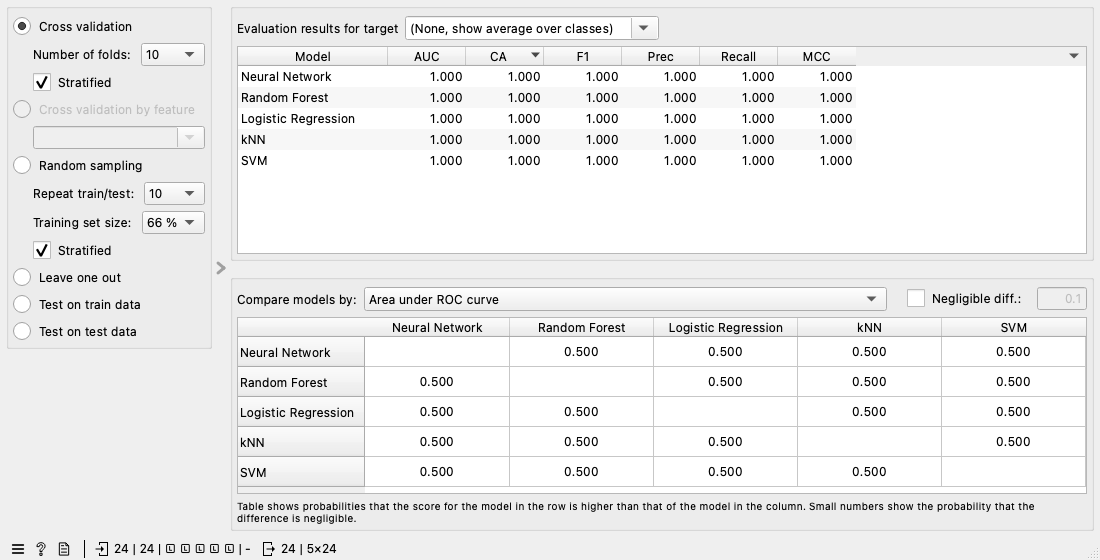 Cross validation
Number of folds: 10
Stratified
Cross validation by feature
Random sampling
Repeat train/test: 10
Training set size: 66 %
Stratified
Leave one out
Test on train data
Test on test data
Evaluation results for target (None, show average over classes)
Model AUC CA F1 Prec Recall MCC
Neural Network 1.000 1.000 1.000 1.000 1.000 1.000
Random Forest 1.000 1.000 1.000 1.000 1.000 1.000
Logistic Regression 1.000 1.000 1.000 1.000 1.000 1.000
kNN 1.000 1.000 1.000 1.000 1.000 1.000
SVM 1.000 1.000 1.000 1.000 1.000 1.000
Compare models by: Area under ROC curve Negligible diff.: 0.1
Neural Network Random Forest Logistic Regression kNN SVM
Neural Network 0.500 0.500 0.500 0.500
Random Forest 0.500 0.500 0.500 0.500
Logistic Regression 0.500 0.500 0.500 0.500
kNN 0.500 0.500 0.500 0.500
SVM 0.500 0.500 0.500 0.500
Table shows probabilities that the score for the model in the row is higher than that of the model in the column. Small numbers show the probability that the
difference is negligible.
? 24 | 24 | L L L L L | - 24 | 5×24